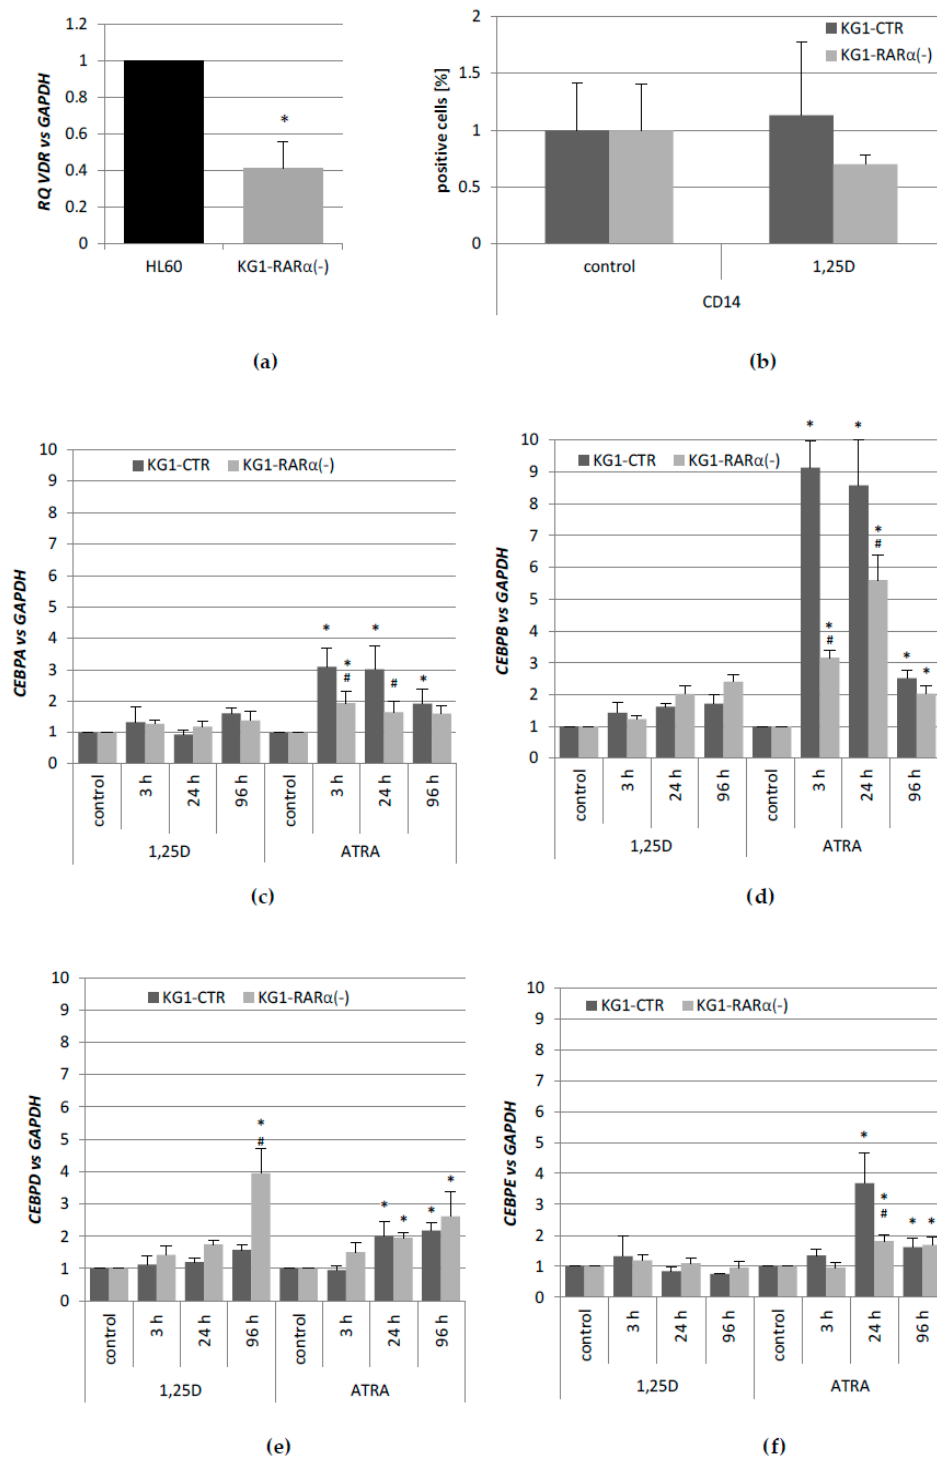 RQ VDR vs GAPDH
1.2
1
0.8
0.6
0.4
0.2
0
*
HL60
KG1-RARα(-)
(a)
positive cells [%]
2
1.5
1
0.5
0
KG1-CTR
KG1-RARα(-)
control
1,25D
CD14
(b)
CEBPA vs GAPDH
10
9
8
7
6
5
4
3
2
1
0
KG1-CTR
KG1-RARα(-)
*
*
#
*
#
*
control
3 h
24 h
96 h
control
3 h
24 h
96 h
1,25D
ATRA
(c)
CEBPB vs GAPDH
10
9
8
7
6
5
4
3
2
1
0
KG1-CTR
KG1-RARα(-)
*
*
#
*
*
#
*
*
control
3 h
24 h
96 h
control
3 h
24 h
96 h
1,25D
ATRA
(d)
CEBPD vs GAPDH
10
9
8
7
6
5
4
3
2
1
0
KG1-CTR
KG1-RARα(-)
*
#
*
*
*
*
control
3 h
24 h
96 h
control
3 h
24 h
96 h
1,25D
ATRA
(e)
CEBPE vs GAPDH
10
9
8
7
6
5
4
3
2
1
0
KG1-CTR
KG1-RARα(-)
*
*
#
*
*
control
3 h
24 h
96 h
control
3 h
24 h
96 h
1,25D
ATRA
(f)